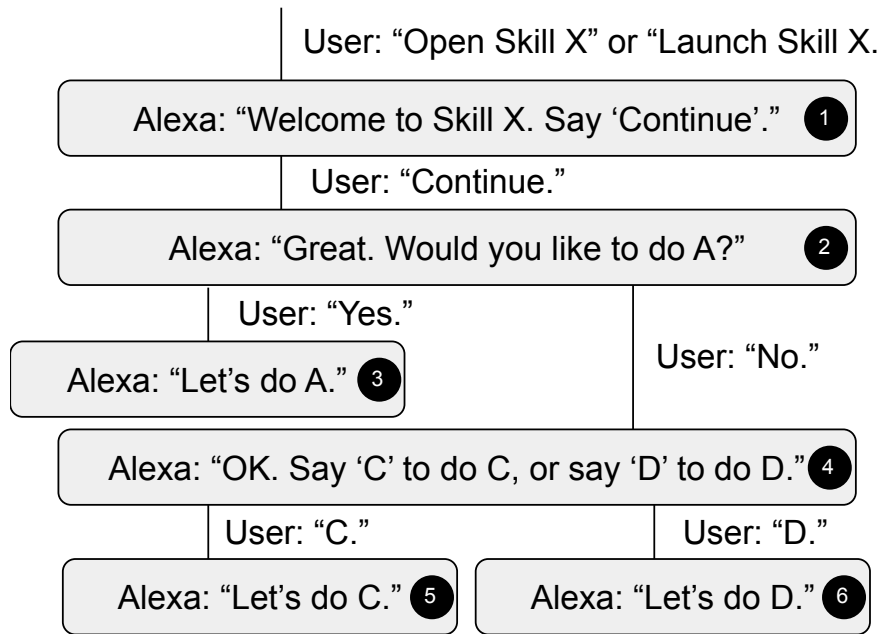 User: “Open Skill X” or “Launch Skill X.
Alexa: “Welcome to Skill X. Say ‘Continue’.” 1
User: “Continue.”
Alexa: “Great. Would you like to do A?” 2
User: “Yes.”
User: “No.”
Alexa: “Let’s do A.” 3
Alexa: “OK. Say ‘C’ to do C, or say ‘D’ to do D.” 4
User: “C.”
User: “D.”
Alexa: “Let’s do C.” 5
Alexa: “Let’s do D.” 6